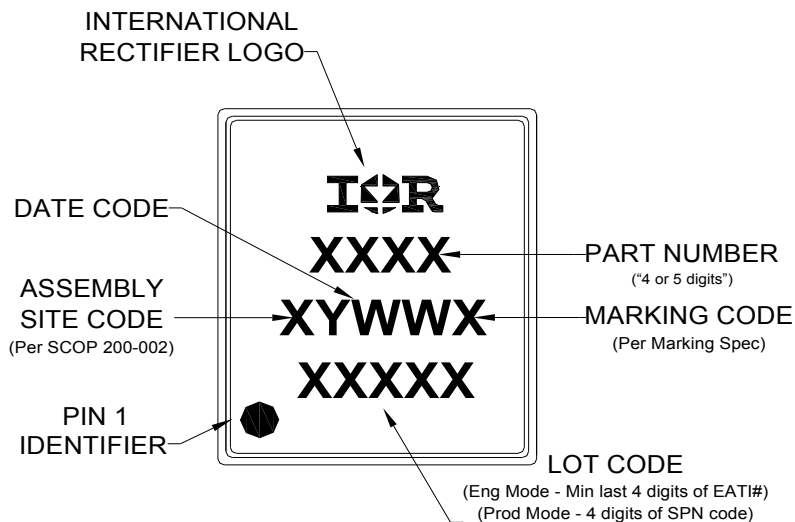 INTERNATIONAL
RECTIFIER LOGO
IOR
DATE CODE
XXXX
PART NUMBER
(“4 or 5 digits”)
ASSEMBLY
SITE CODE
(Per SCOP 200-002)
XYWWX
MARKING CODE
(Per Marking Spec)
XXXXX
PIN 1
IDENTIFIER
LOT CODE
(Eng Mode - Min last 4 digits of EATI#)
(Prod Mode - 4 digits of SPN code)